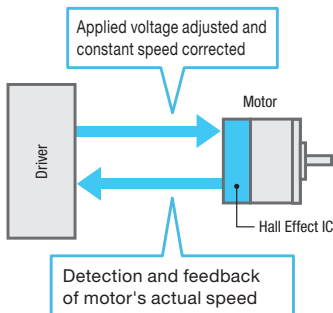 Applied voltage adjusted and
constant speed corrected
Motor
Driver
Hall Effect IC
Detection and feedback
of motor's actual speed